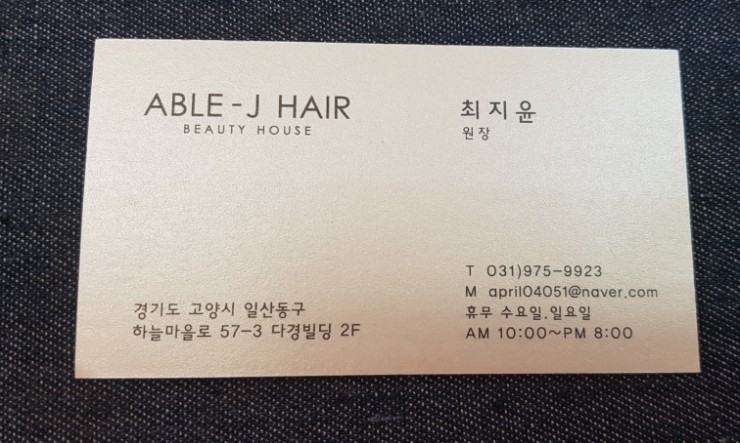 ABLE-J HAIR
BEAUTY HOUSE
최지윤
원장
T 031)975-9923
M april04051@naver.com
휴무 수요일.일요일
AM 10:00~PM 8:00
경기도 고양시 일산동구
하늘마을로 57-3 다경빌딩 2F